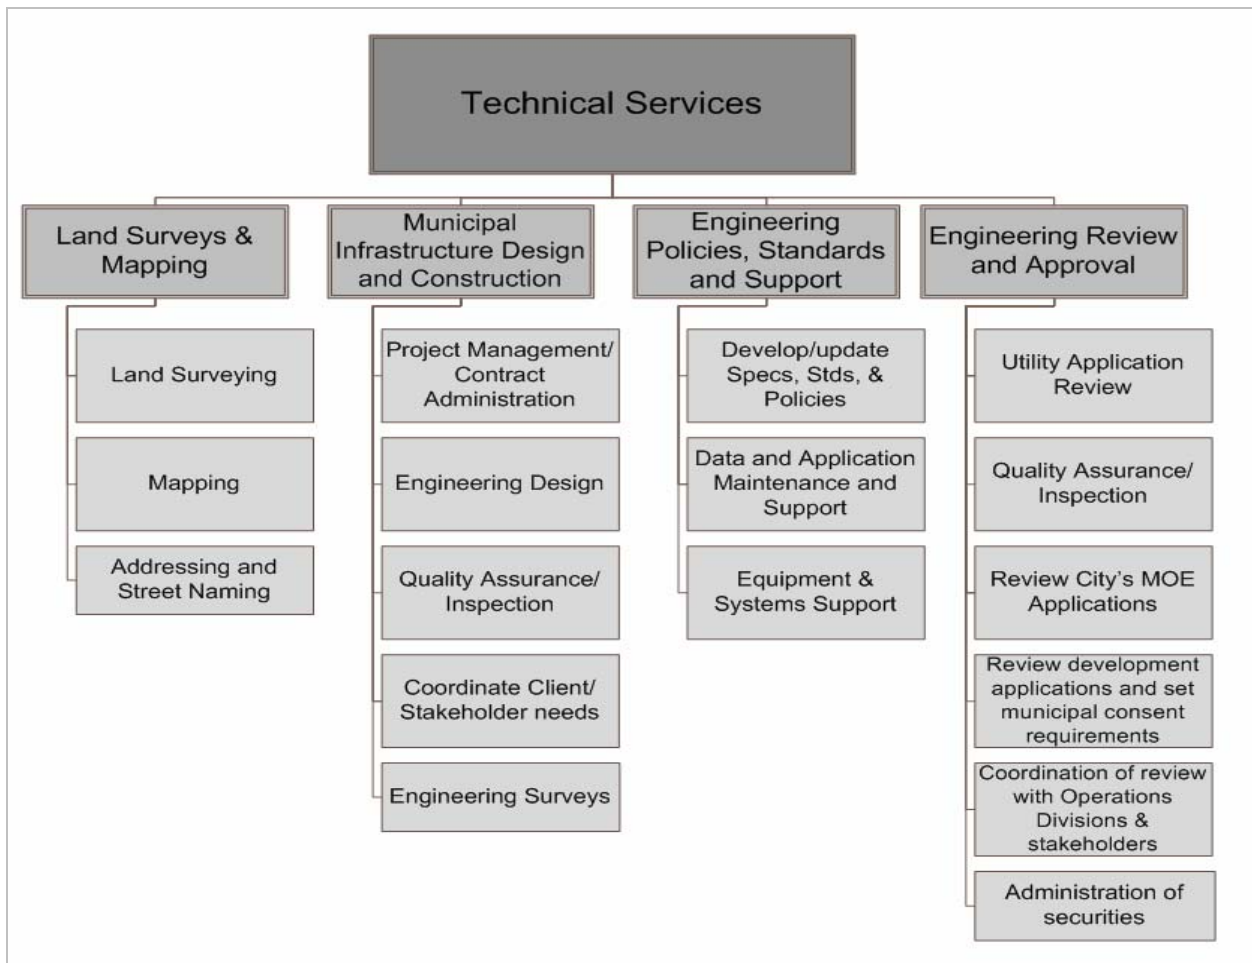 Technical Services
Land Surveys &
Mapping
Land Surveying
Mapping
Addressing and
Street Naming
Municipal
Infrastructure Design
and Construction
Project Management/
Contract
Administration
Engineering Design
Quality Assurance/
Inspection
Coordinate Client/
Stakeholder needs
Engineering Surveys
Engineering
Policies, Standards
and Support
Develop/update
Specs, Stds, &
Policies
Data and Application
Maintenance and
Support
Equipment &
Systems Support
Engineering Review
and Approval
Utility Application
Review
Quality Assurance/
Inspection
Review City's MOE
Applications
Review development
applications and set
municipal consent
requirements
Coordination of review
with Operations
Divisions &
stakeholders
Administration of
securities